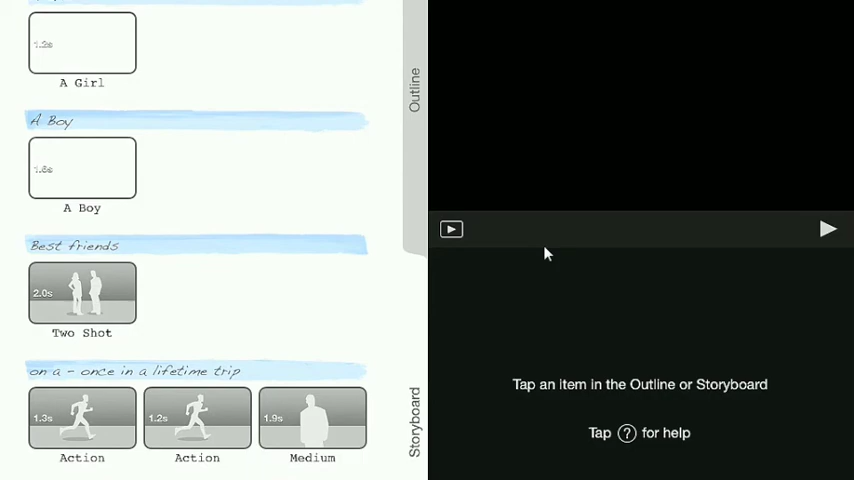 1.2s
A Girl
A Boy
1.8s
A Boy
Best friends
2.0s
Two Shot
on a - once in a lifetime trip
1.3s
1.2s
1.9s
Action
Action
Medium
Outline
Storyboard
Tap an item in the Outline or Storyboard
Tap ? for help